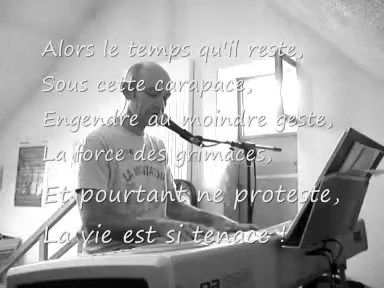 Alors le temps qu'il reste,
Sous cette carapace,
Engendre au moindre geste,
La force des grimaces,
Et pourtant ne proteste,
La vie est si tenace !